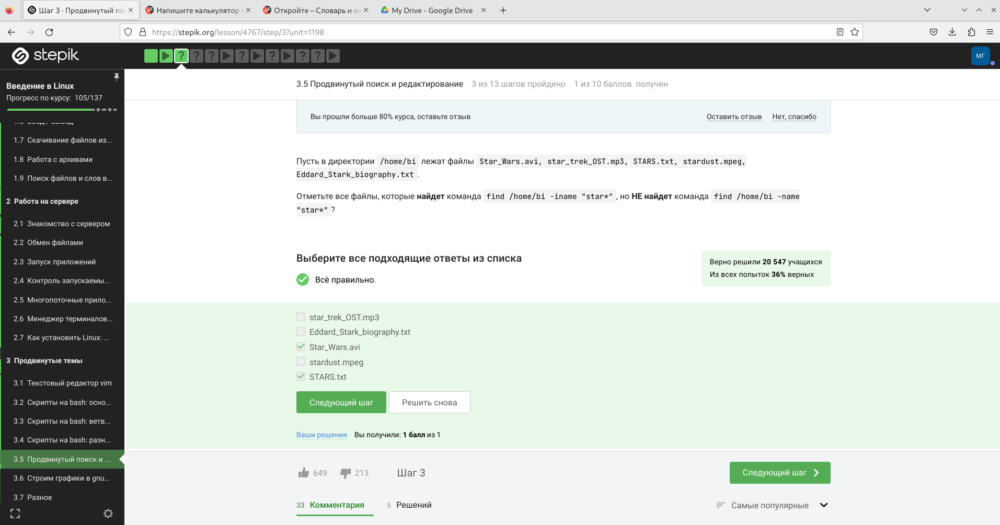 Шаг 3 · Продвинутый по
Напишите калькулятор н
Откройте – Словарь и он
My Drive - Google Drive
https://stepik.org/lesson/4767/step/3?unit=1198
stepik
МГ
Введение в Linux
Прогресс по курсу: 105/137
1.7 Скачивание файлов из...
1.8 Работа с архивами
1.9 Поиск файлов и слов в...
2 Работа на сервере
2.1 Знакомство с сервером
2.2 Обмен файлами
2.3 Запуск приложений
2.4 Контроль запускаемы...
2.5 Многопоточные прило...
2.6 Менеджер терминалов...
2.7 Как установить Linux: ...
3 Продвинутые темы
3.1 Текстовый редактор vim
3.2 Скрипты на bash: осно...
3.3 Скрипты на bash: ветв...
3.4 Скрипты на bash: разн...
3.5 Продвинутый поиск и ...
3.6 Строим графики в gnu...
3.7 Разное
3.5 Продвинутый поиск и редактирование 3 из 13 шагов пройдено 1 из 10 баллов получен
Вы прошли больше 80% курса, оставьте отзыв Оставить отзыв Нет, спасибо
Пусть в директории /home/bi лежат файлы Star_Wars.avi, star_trek_OST.mp3, STARS.txt, stardust.mpeg,
Eddard_Stark_biography.txt .
Отметьте все файлы, которые найдет команда find /home/bi -iname "star*" , но НЕ найдет команда find /home/bi -name
"star*" ?
Выберите все подходящие ответы из списка
Всё правильно.
Верно решили 20 547 учащихся
Из всех попыток 36% верных
star_trek_OST.mp3
Eddard_Stark_biography.txt
Star_Wars.avi
stardust.mpeg
STARS.txt
Следующий шаг Решить снова
Ваши решения Вы получили: 1 балл из 1
649 213 Шаг 3 Следующий шаг
33 Комментария 6 Решений Самые популярные